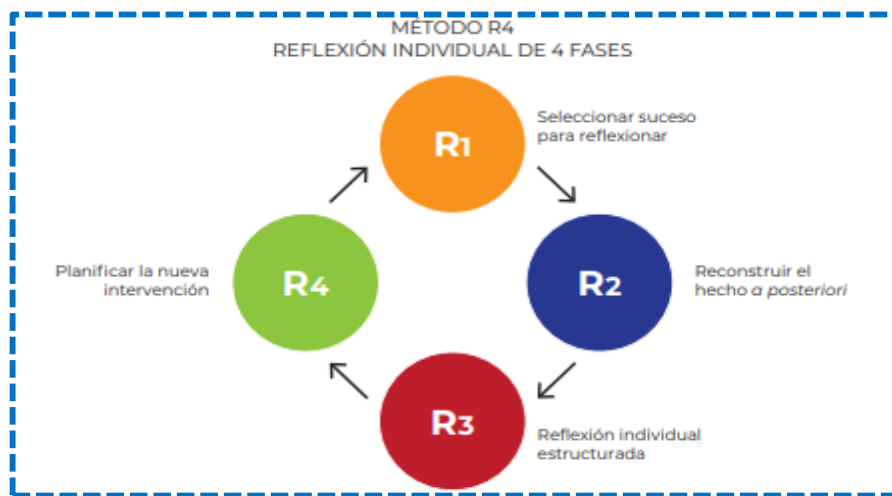 MÉTODO R4
REFLEXIÓN INDIVIDUAL DE 4 FASES
R1
Seleccionar suceso
para reflexionar
R2
Reconstruir el
hecho a posteriori
R3
Reflexión individual
estructurada
R4
Planificar la nueva
intervención